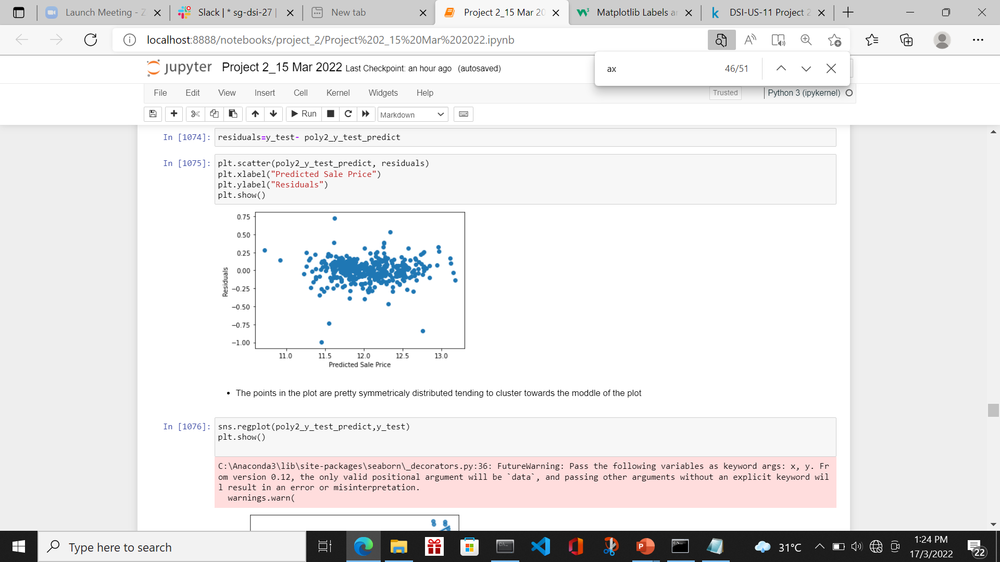 Launch Meeting - Z
Slack | * sg-dsi-27 |
New tab
Project 2_15 Mar 20
Matplotlib Labels a
DSI-US-11 Project 2
localhost:8888/notebooks/project_2/Project%202_15%20Mar%202022.ipynb
ax 46/51
jupyter Project 2_15 Mar 2022 Last Checkpoint: an hour ago (autosaved)
File Edit View Insert Cell Kernel Widgets Help
Trusted Python 3 (ipykernel)
Run Markdown
In [1074]: residuals=y_test- poly2_y_test_predict
In [1075]: plt.scatter(poly2_y_test_predict, residuals)
plt.xlabel("Predicted Sale Price")
plt.ylabel("Residuals")
plt.show()
0.75
0.50
0.25
0.00
−0.25
−0.50
−0.75
−1.00
Residuals
11.0 11.5 12.0 12.5 13.0
Predicted Sale Price
• The points in the plot are pretty symmetricaly distributed tending to cluster towards the moddle of the plot
In [1076]: sns.regplot(poly2_y_test_predict,y_test)
plt.show()
C:\Anaconda3\lib\site-packages\seaborn\_decorators.py:36: FutureWarning: Pass the following variables as keyword args: x, y. Fr
om version 0.12, the only valid positional argument will be `data`, and passing other arguments without an explicit keyword wil
l result in an error or misinterpretation.
warnings.warn(
Type here to search
31°C
1:24 PM
17/3/2022
22